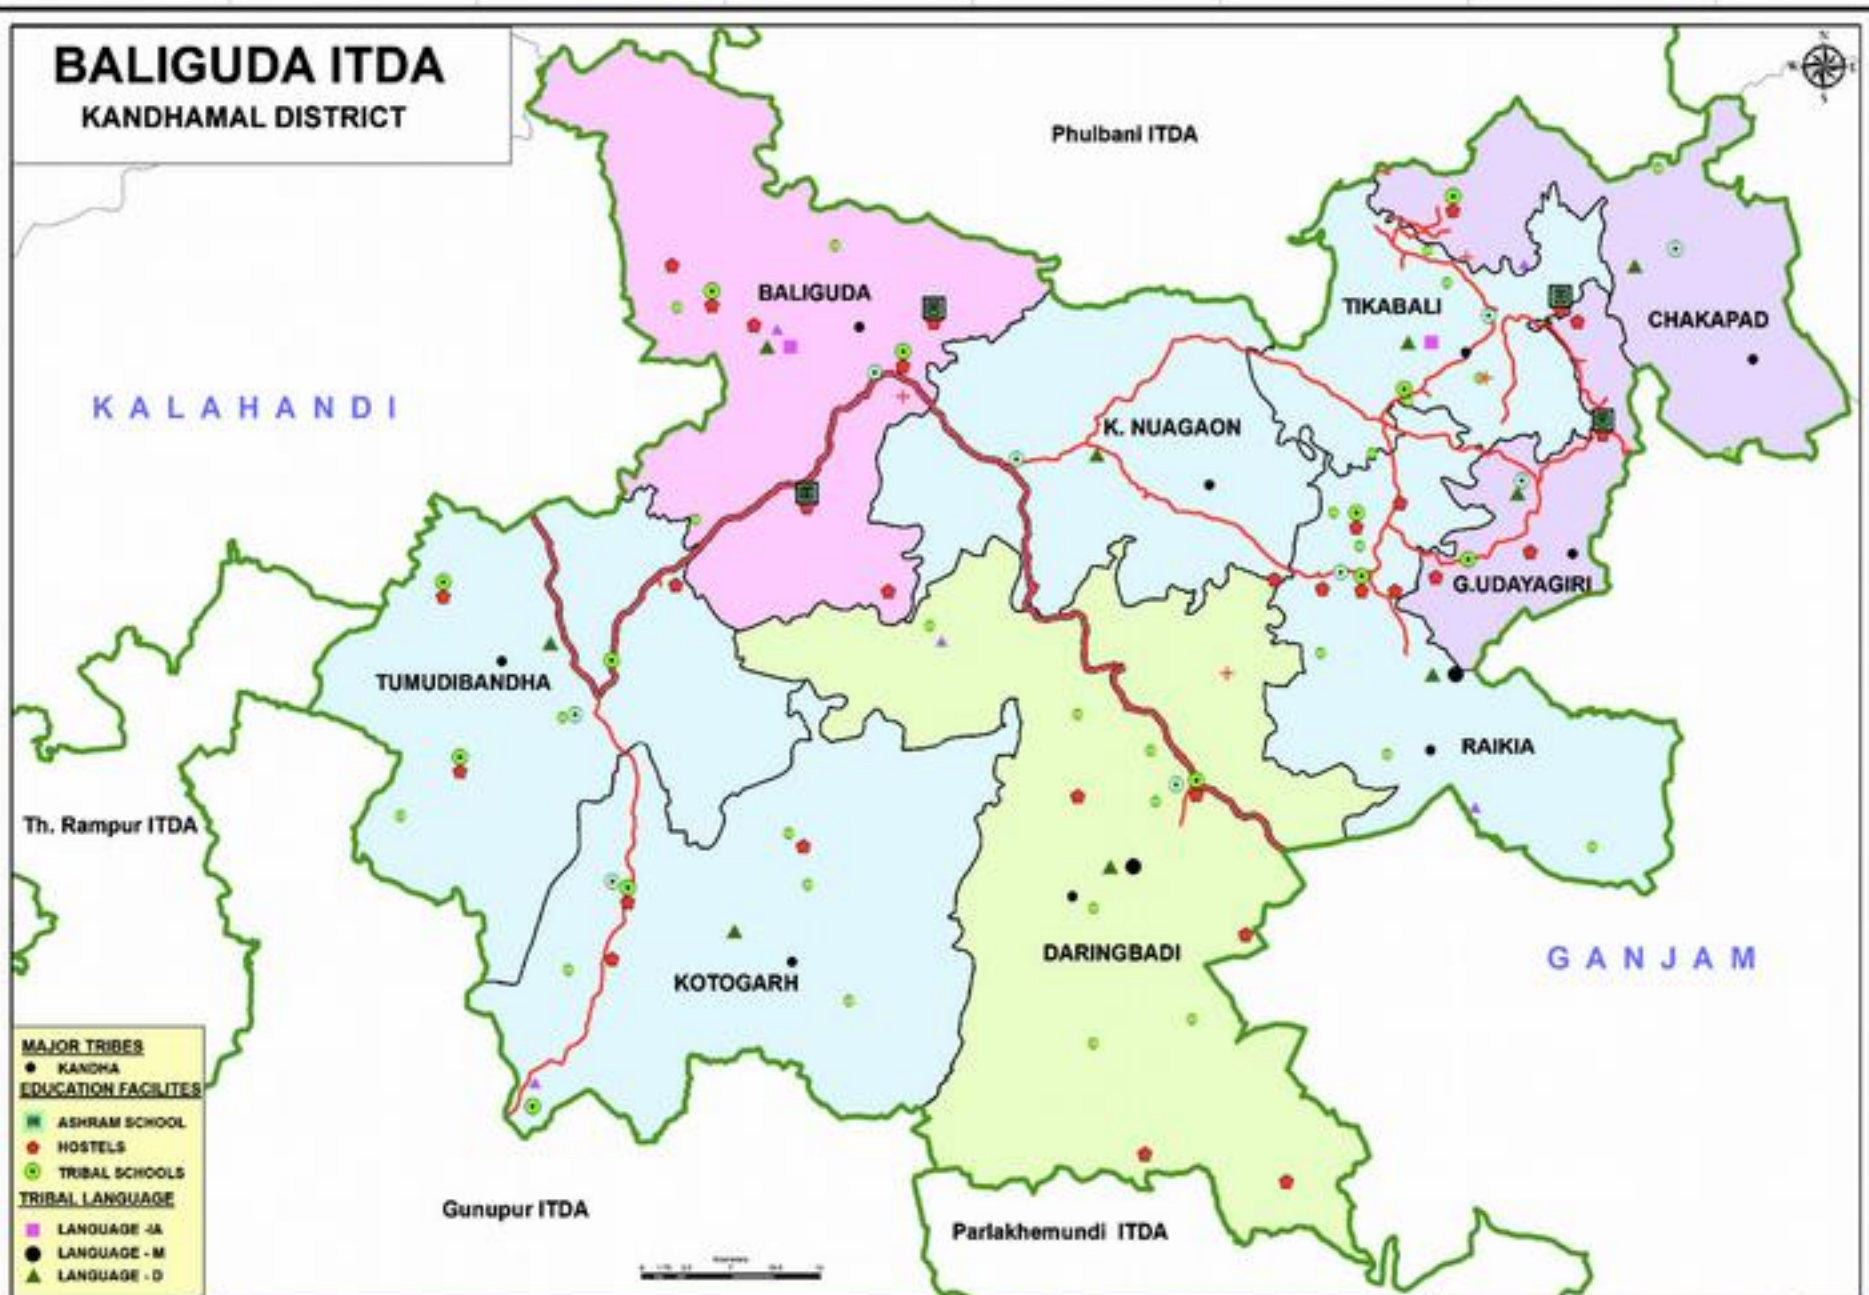 BALIGUDA ITDA
KANDHAMAL DISTRICT
Phulbani ITDA
BALIGUDA
TIKABALI
CHAKAPAD
KALAHANDI
K. NUAGAON
G.UDAYAGIRI
TUMUDIBANDHA
RAIKIA
Th. Rampur ITDA
DARINGBADI
GANJAM
KOTOGARH
MAJOR TRIBES
KANDHA
EDUCATION FACILITES
ASHRAM SCHOOL
HOSTELS
TRIBAL SCHOOLS
TRIBAL LANGUAGE
LANGUAGE -IA
LANGUAGE - M
LANGUAGE - D
Gunupur ITDA
Parlakhemundi ITDA